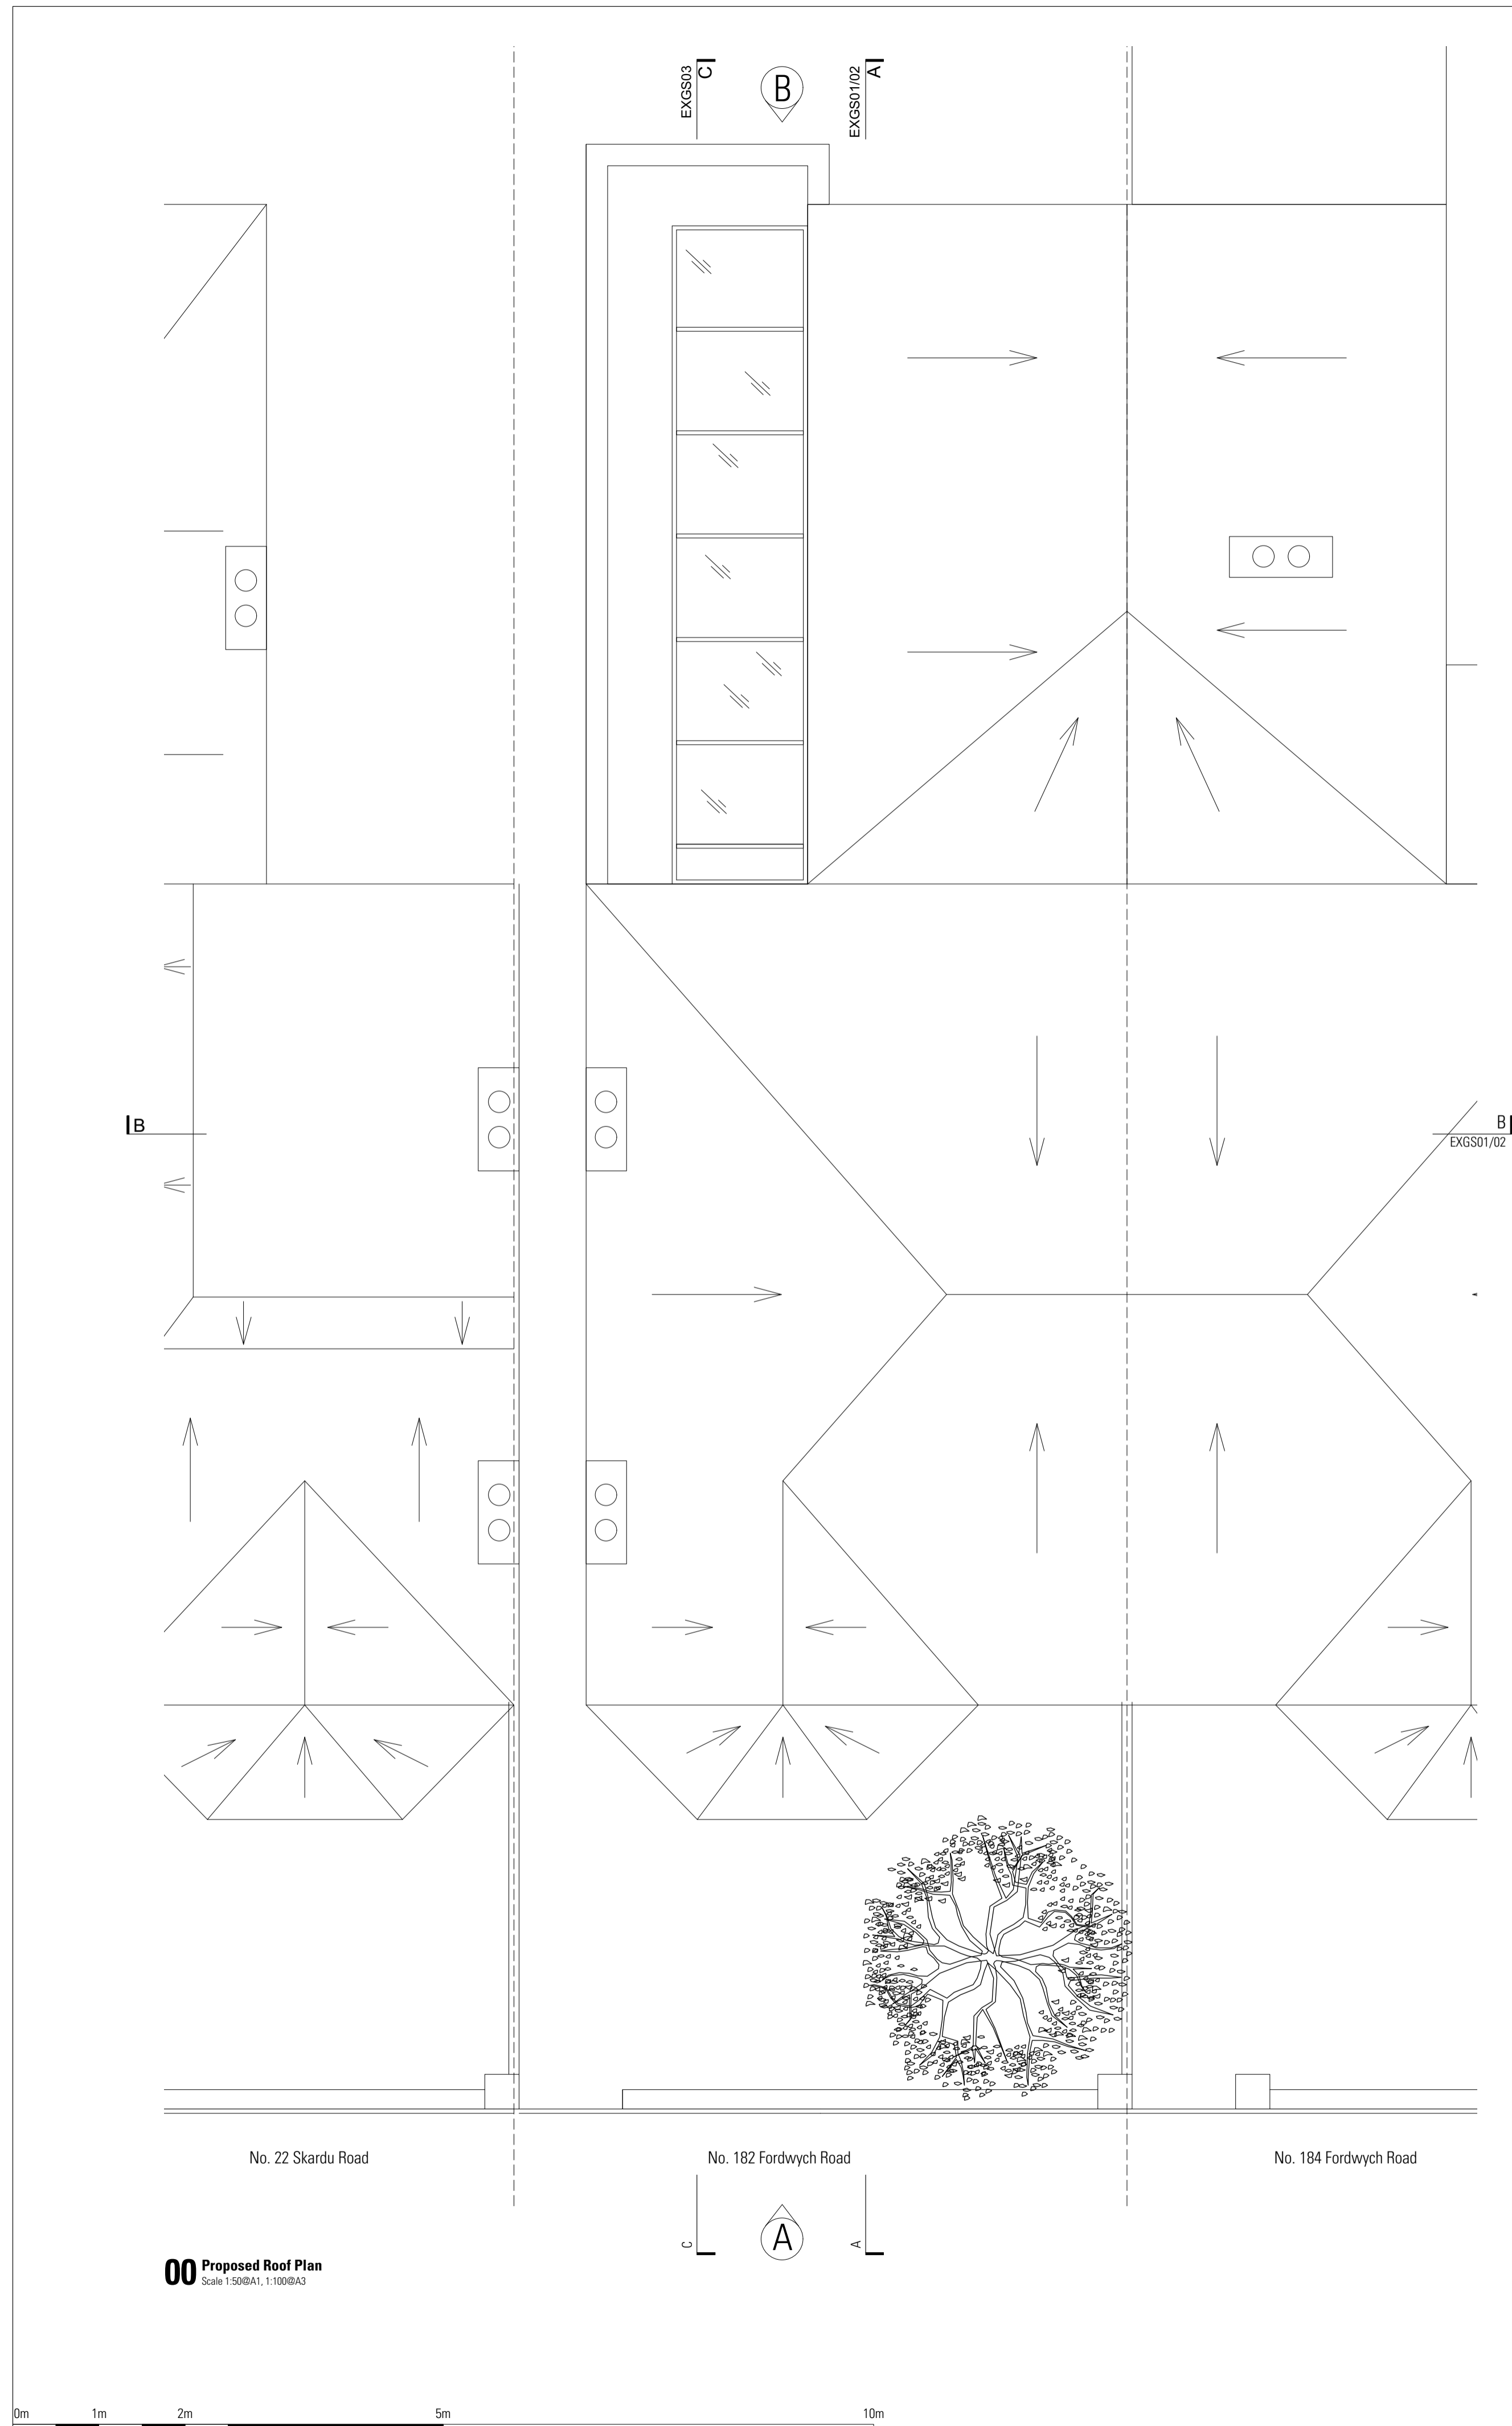 EXGS03
C
B
EXGS01/02
A
B
B
EXGS01/02
No. 22 Skardu Road
No. 182 Fordwych Road
No. 184 Fordwych Road
C
A
A
00 Proposed Roof Plan
Scale 1:50@A1, 1:100@A3
0m 1m 2m 5m 10m